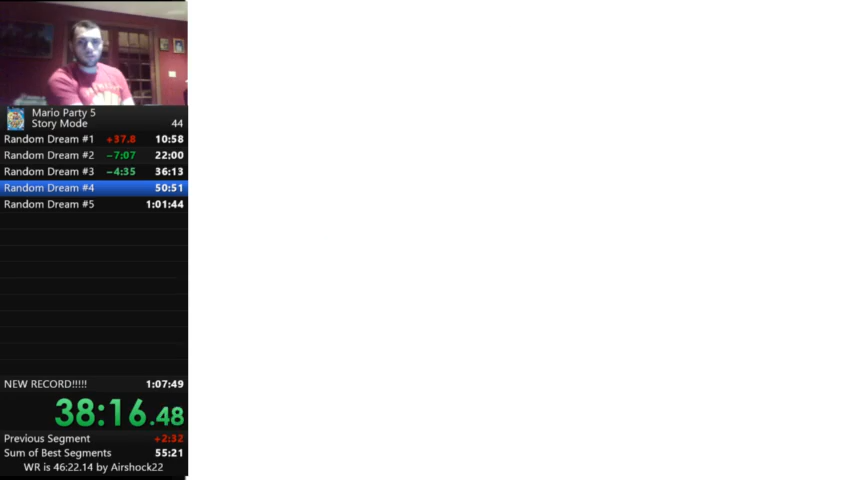 Mario Party 5
Story Mode 44
Random Dream #1 +37.8 10:58
Random Dream #2 −7:07 22:00
Random Dream #3 −4:35 36:13
Random Dream #4 50:51
Random Dream #5 1:01:44
NEW RECORD!!!!! 1:07:49
38:16.48
Previous Segment +2:32
Sum of Best Segments 55:21
WR is 46:22.14 by Airshock22